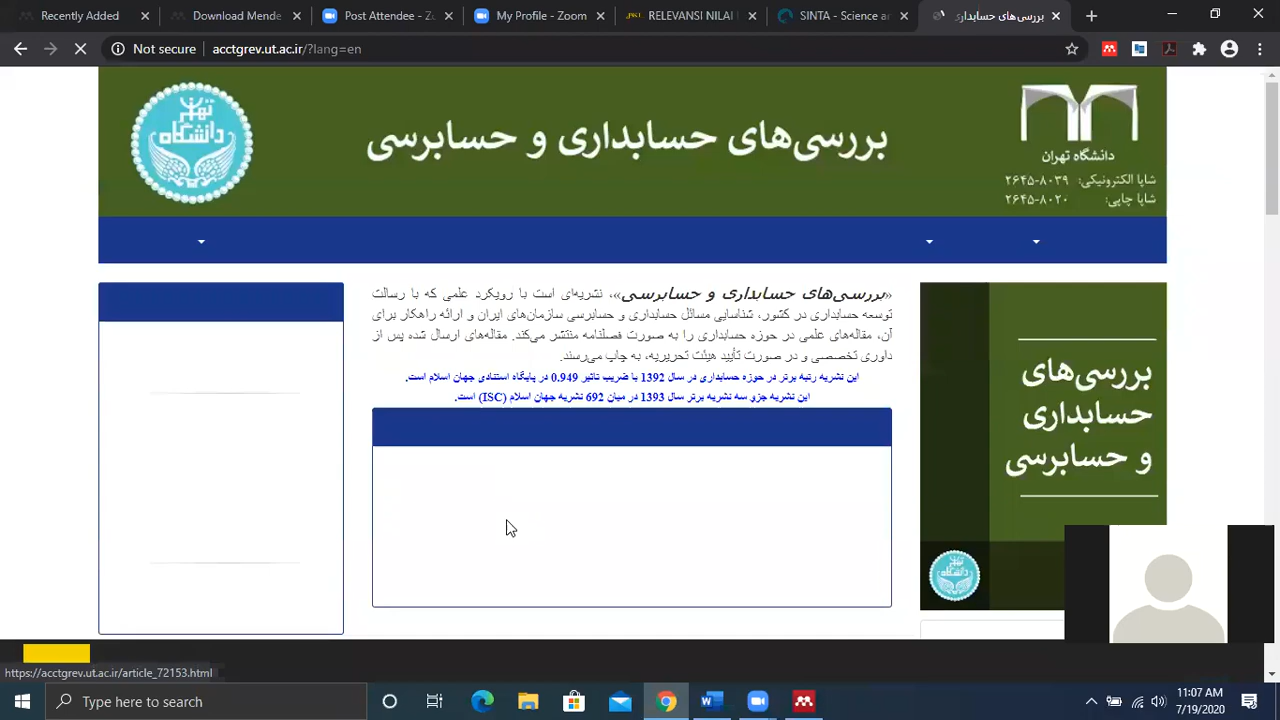 Recently Added
Download Mende
Post Attendee - Z
My Profile - Zoom
RELEVANSI NILAI
SINTA - Science a
بررسی‌های حسابداری
Not secure
acctgrev.ut.ac.ir/?lang=en
تهران
دانشگاه
بررسی‌های حسابداری و حسابرسی
دانشگاه تهران
شاپا الکترونیکی: ۲۶۴۵-۸۰۳۹
شاپا چاپی: ۲۶۴۵-۸۰۲۰
«بررسی‌های حسابداری و حسابرسی»، نشریه‌ای است با رویکرد علمی که با رسالت
توسعه حسابداری در کشور، شناسایی مسائل حسابداری و حسابرسی سازمان‌های ایران و ارائه راهکار برای
آن، مقاله‌های علمی در حوزه حسابداری را به صورت فصلنامه منتشر می‌کند. مقاله‌های ارسال شده پس از
داوری تخصصی و در صورت تأیید هیئت تحریریه، به چاپ می‌رسند.
این نشریه رتبه برتر در حوزه حسابداری در سال 1392 با ضریب تاثیر 0.949 در پایگاه استنادی جهان اسلام است.
این نشریه جزو سه نشریه برتر سال 1393 در میان 692 نشریه جهان اسلام (ISC) است.
بررسی‌های
حسابداری
و حسابرسی
https://acctgrev.ut.ac.ir/article_72153.html
Type here to search
11:07 AM
7/19/2020